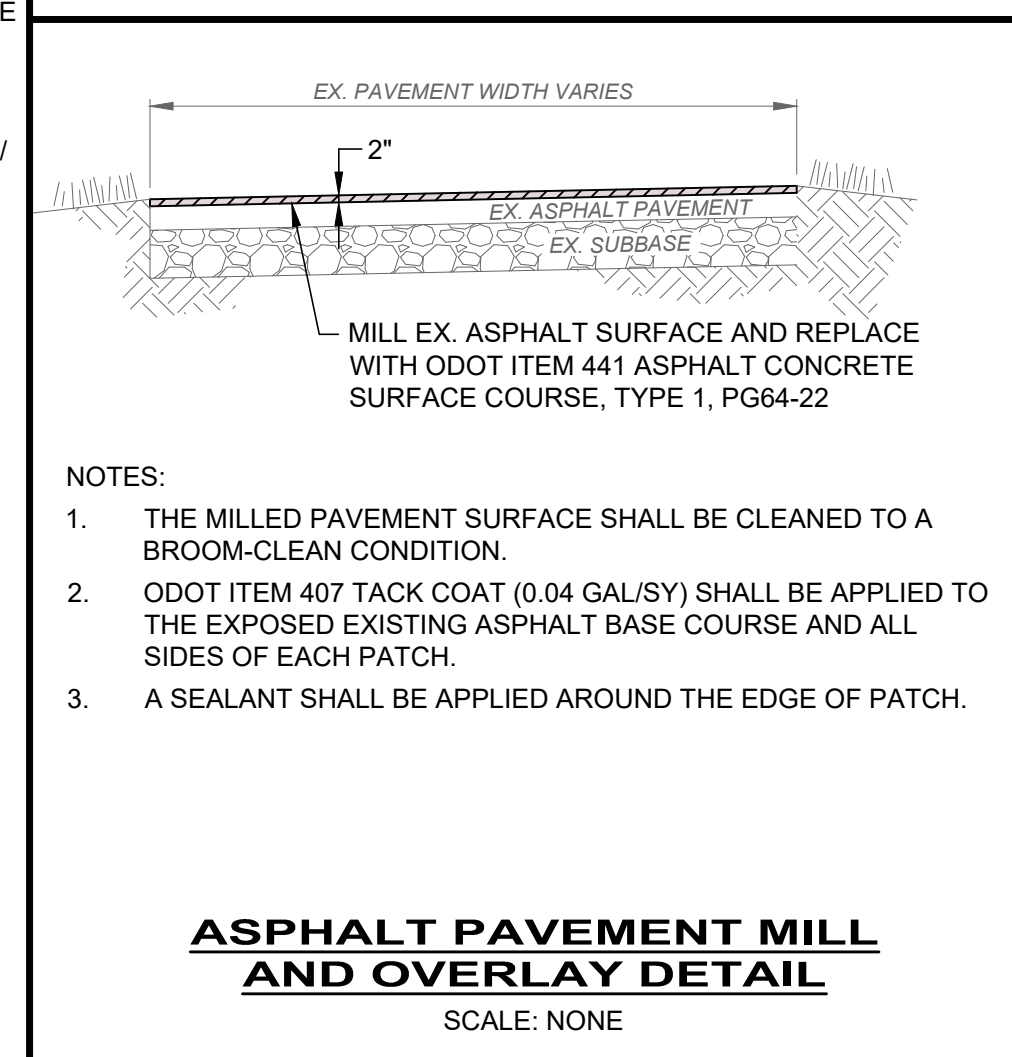 E
/
EX. PAVEMENT WIDTH VARIES
2"
EX. ASPHALT PAVEMENT
EX. SUBBASE
MILL EX. ASPHALT SURFACE AND REPLACE
WITH ODOT ITEM 441 ASPHALT CONCRETE
SURFACE COURSE, TYPE 1, PG64-22
NOTES:
1. THE MILLED PAVEMENT SURFACE SHALL BE CLEANED TO A
BROOM-CLEAN CONDITION.
2. ODOT ITEM 407 TACK COAT (0.04 GAL/SY) SHALL BE APPLIED TO
THE EXPOSED EXISTING ASPHALT BASE COURSE AND ALL
SIDES OF EACH PATCH.
3. A SEALANT SHALL BE APPLIED AROUND THE EDGE OF PATCH.
ASPHALT PAVEMENT MILL
AND OVERLAY DETAIL
SCALE: NONE